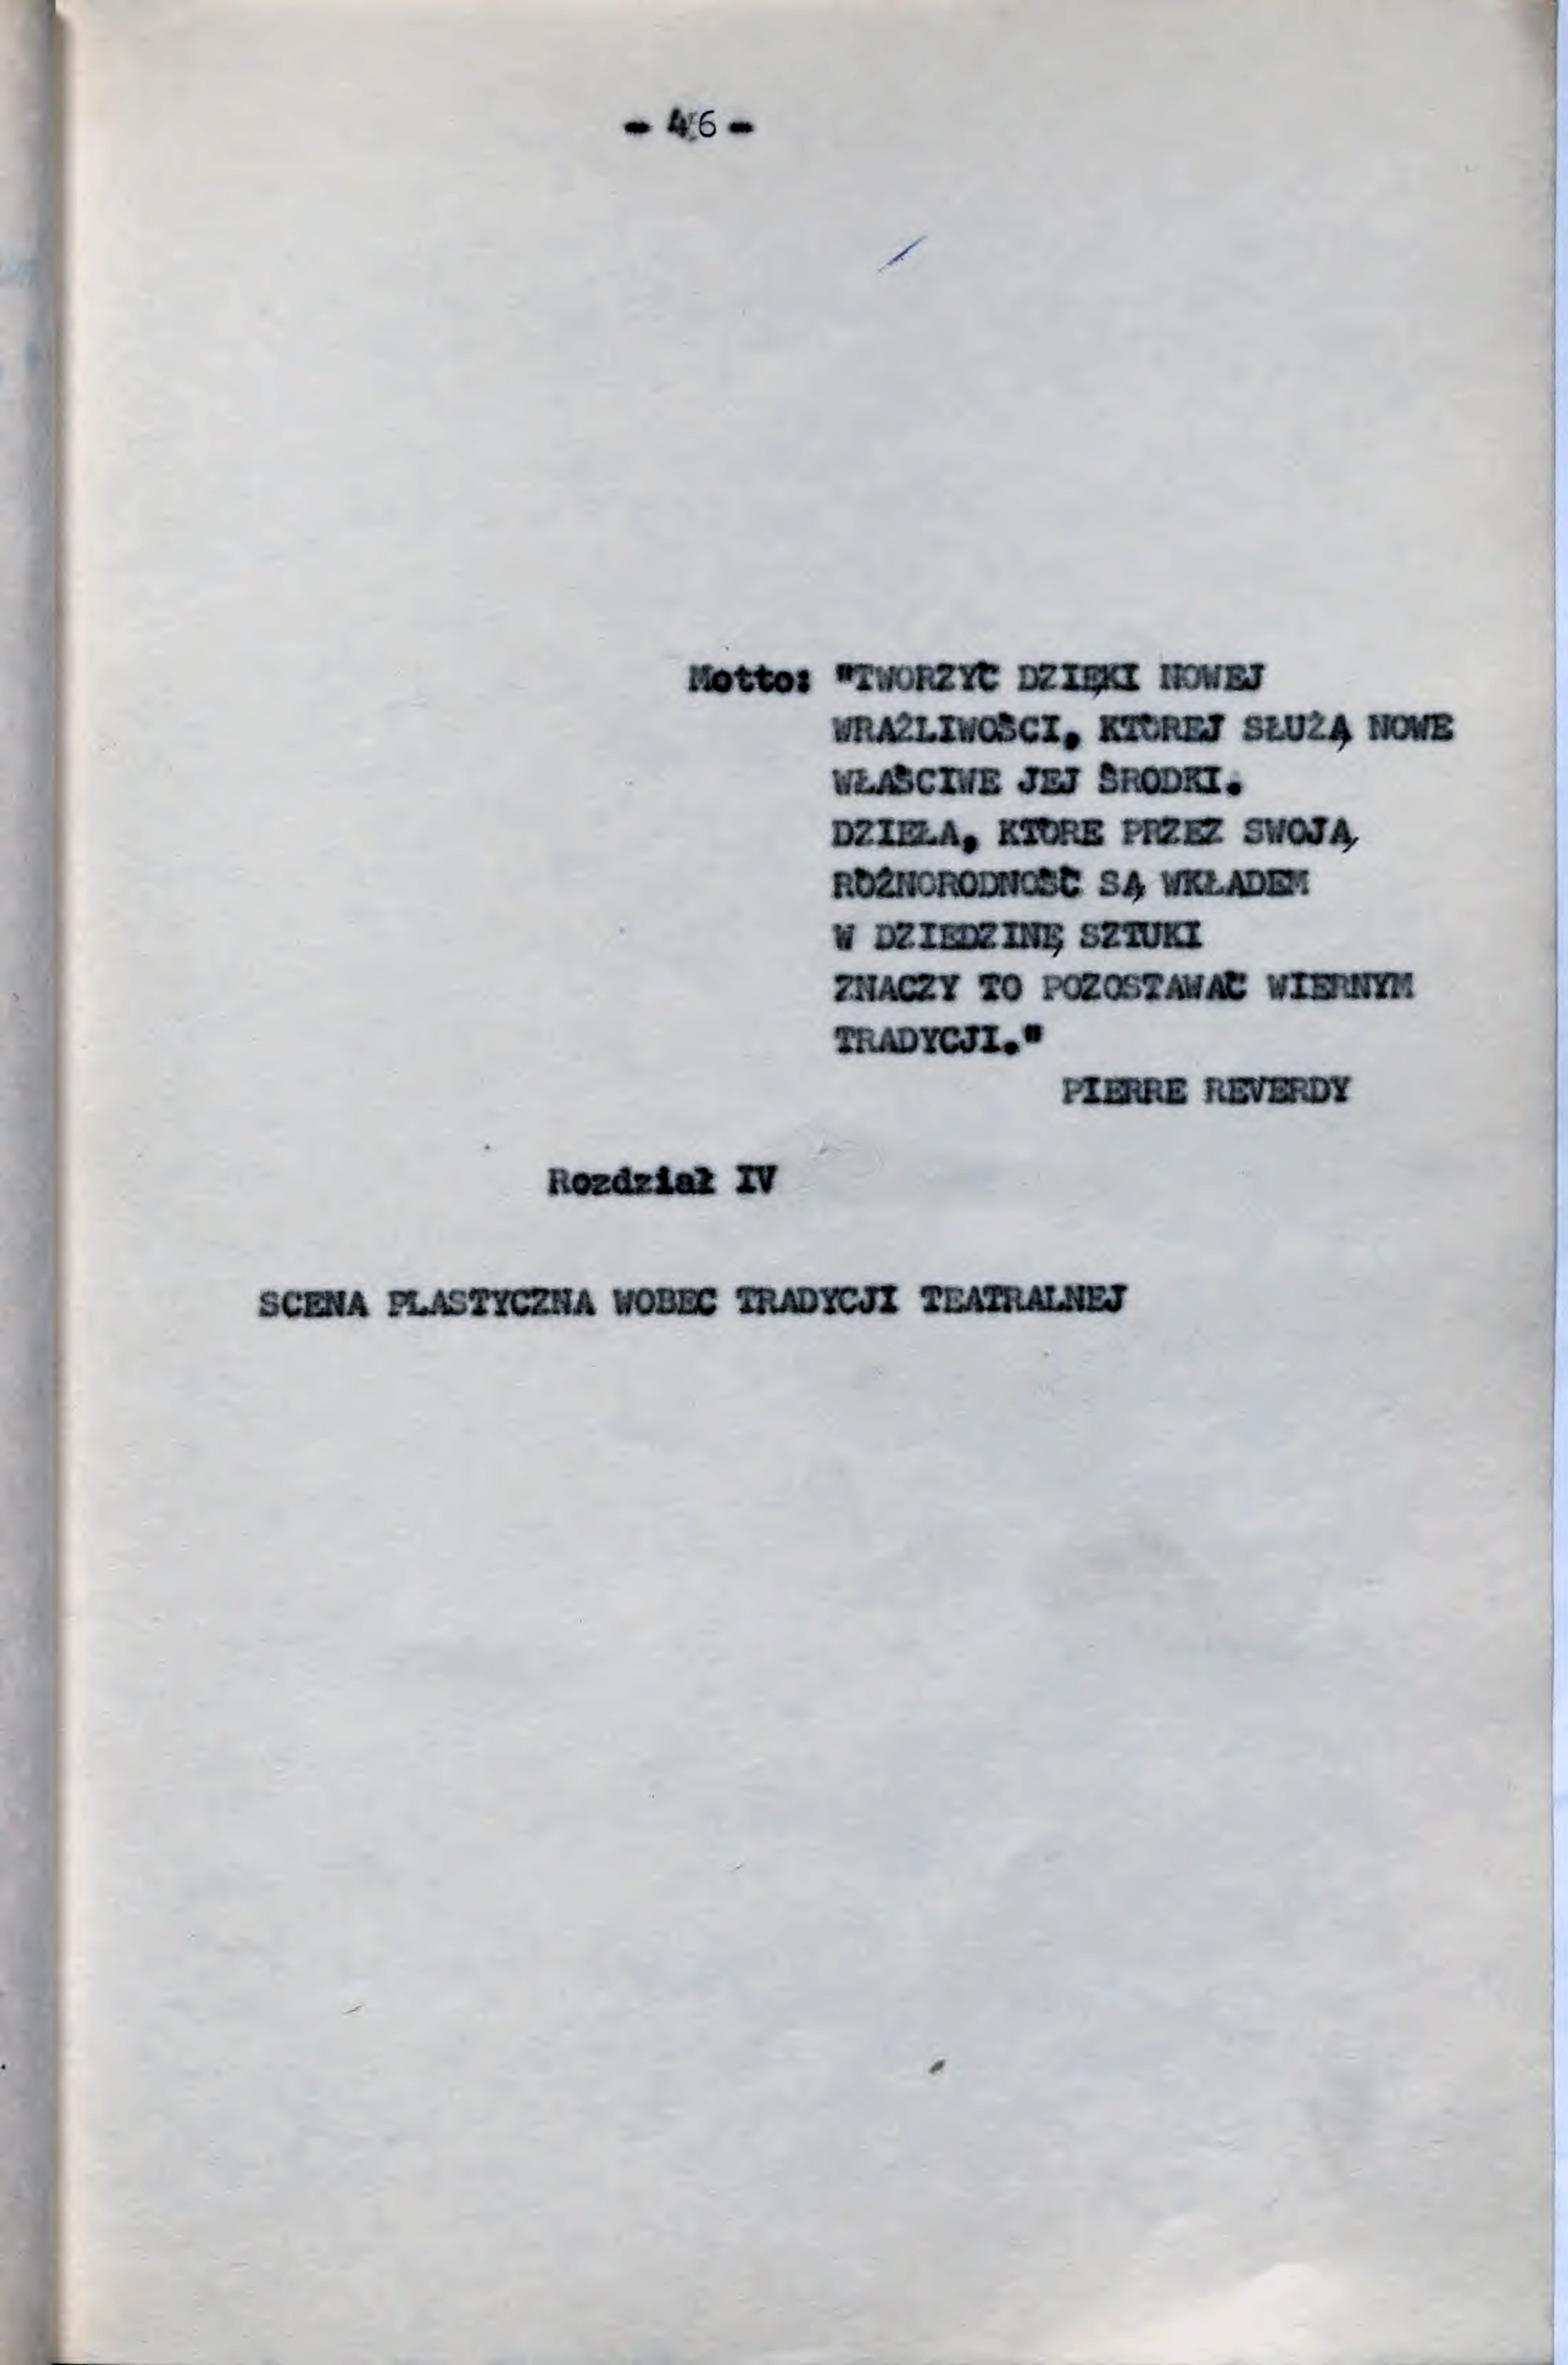 - 46 -
Motto: "TWORZYĆ DZIĘKI NOWEJ
WRAŻLIWOŚCI, KTÓREJ SŁUŻĄ NOWE
WŁAŚCIWE JEJ ŚRODKI.
DZIEŁA, KTÓRE PRZEZ SWOJĄ
RÓŻNORODNOŚĆ SĄ WKŁADEM
W DZIEDZINĘ SZTUKI
ZNACZY TO POZOSTAWAĆ WIERNYM
TRADYCJI."
PIERRE REVERDY
Rozdział IV
SCENA PLASTYCZNA WOBEC TRADYCJI TEATRALNEJ